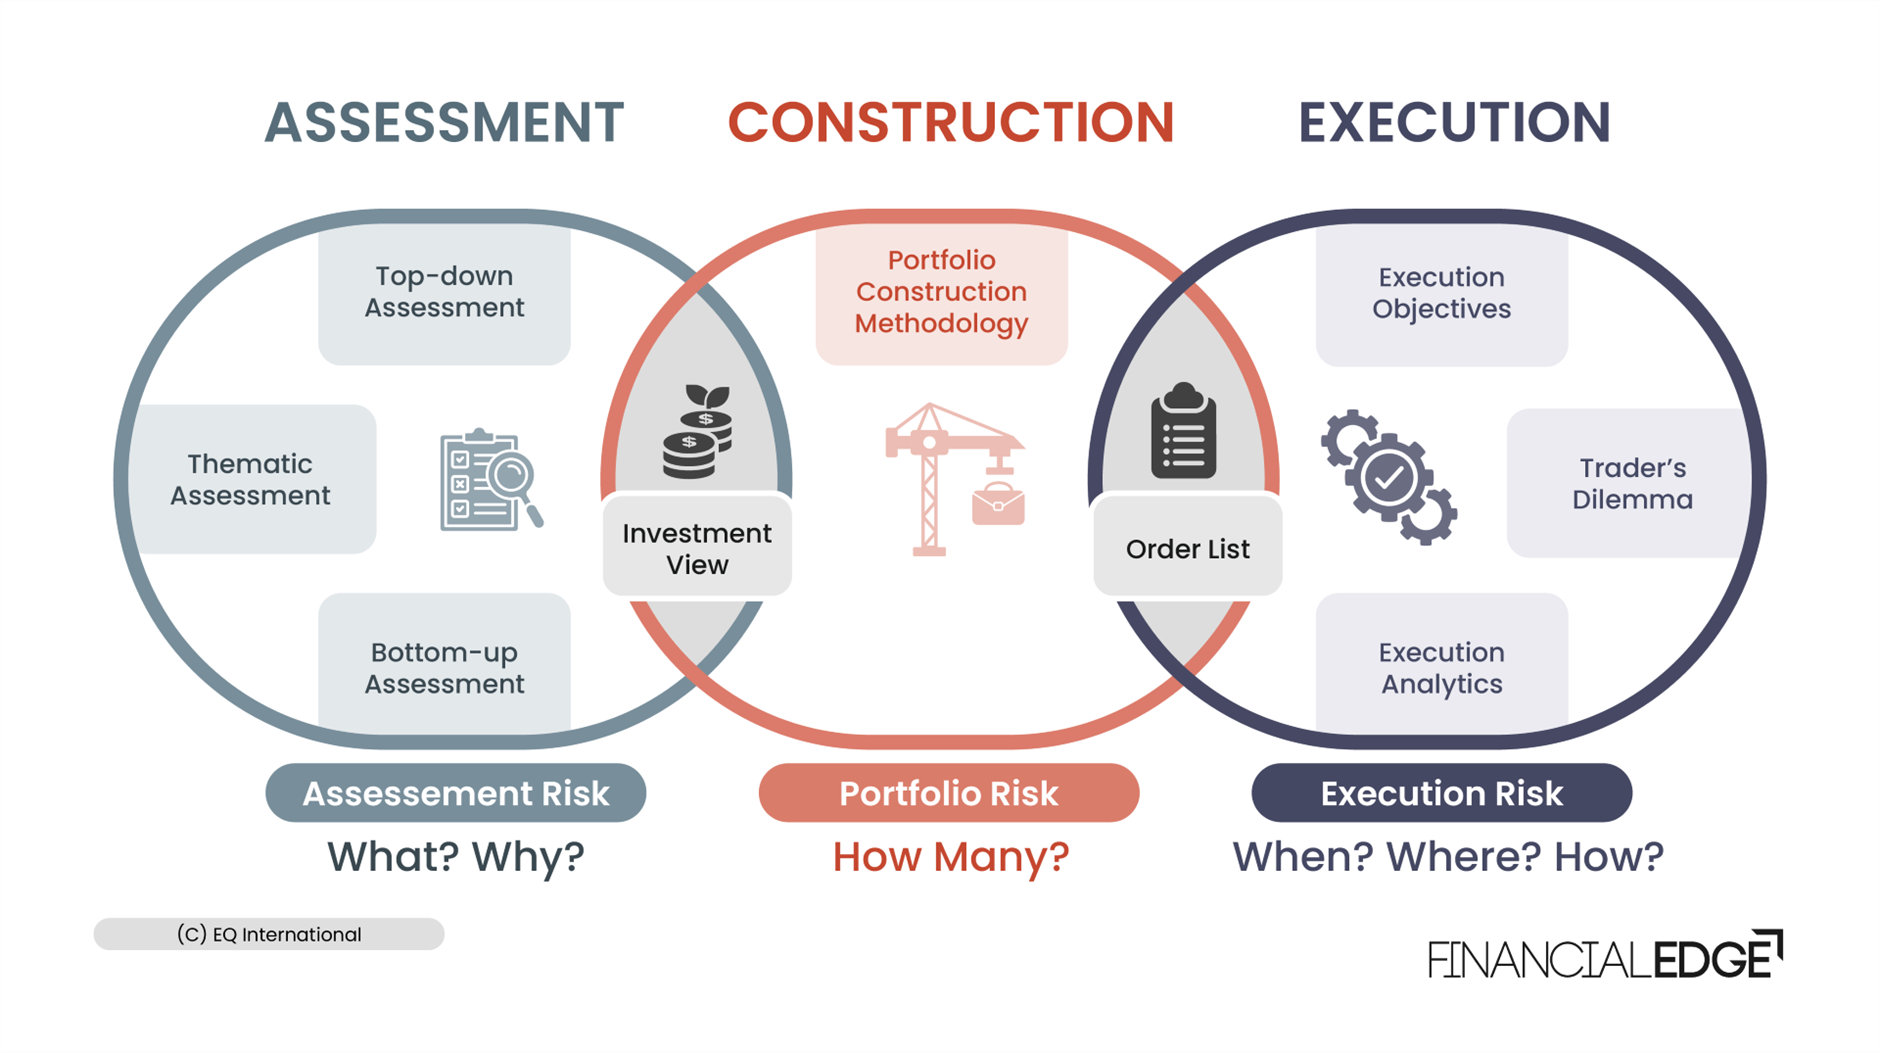 ASSESSMENT
CONSTRUCTION
EXECUTION
Top-down
Assessment
Thematic
Assessment
Bottom-up
Assessment
$
$
Investment
View
Portfolio
Construction
Methodology
Order List
Execution
Objectives
Trader’s
Dilemma
Execution
Analytics
Assessement Risk
Portfolio Risk
Execution Risk
What? Why?
How Many?
When? Where? How?
(C) EQ International
FINANCIALEDGE